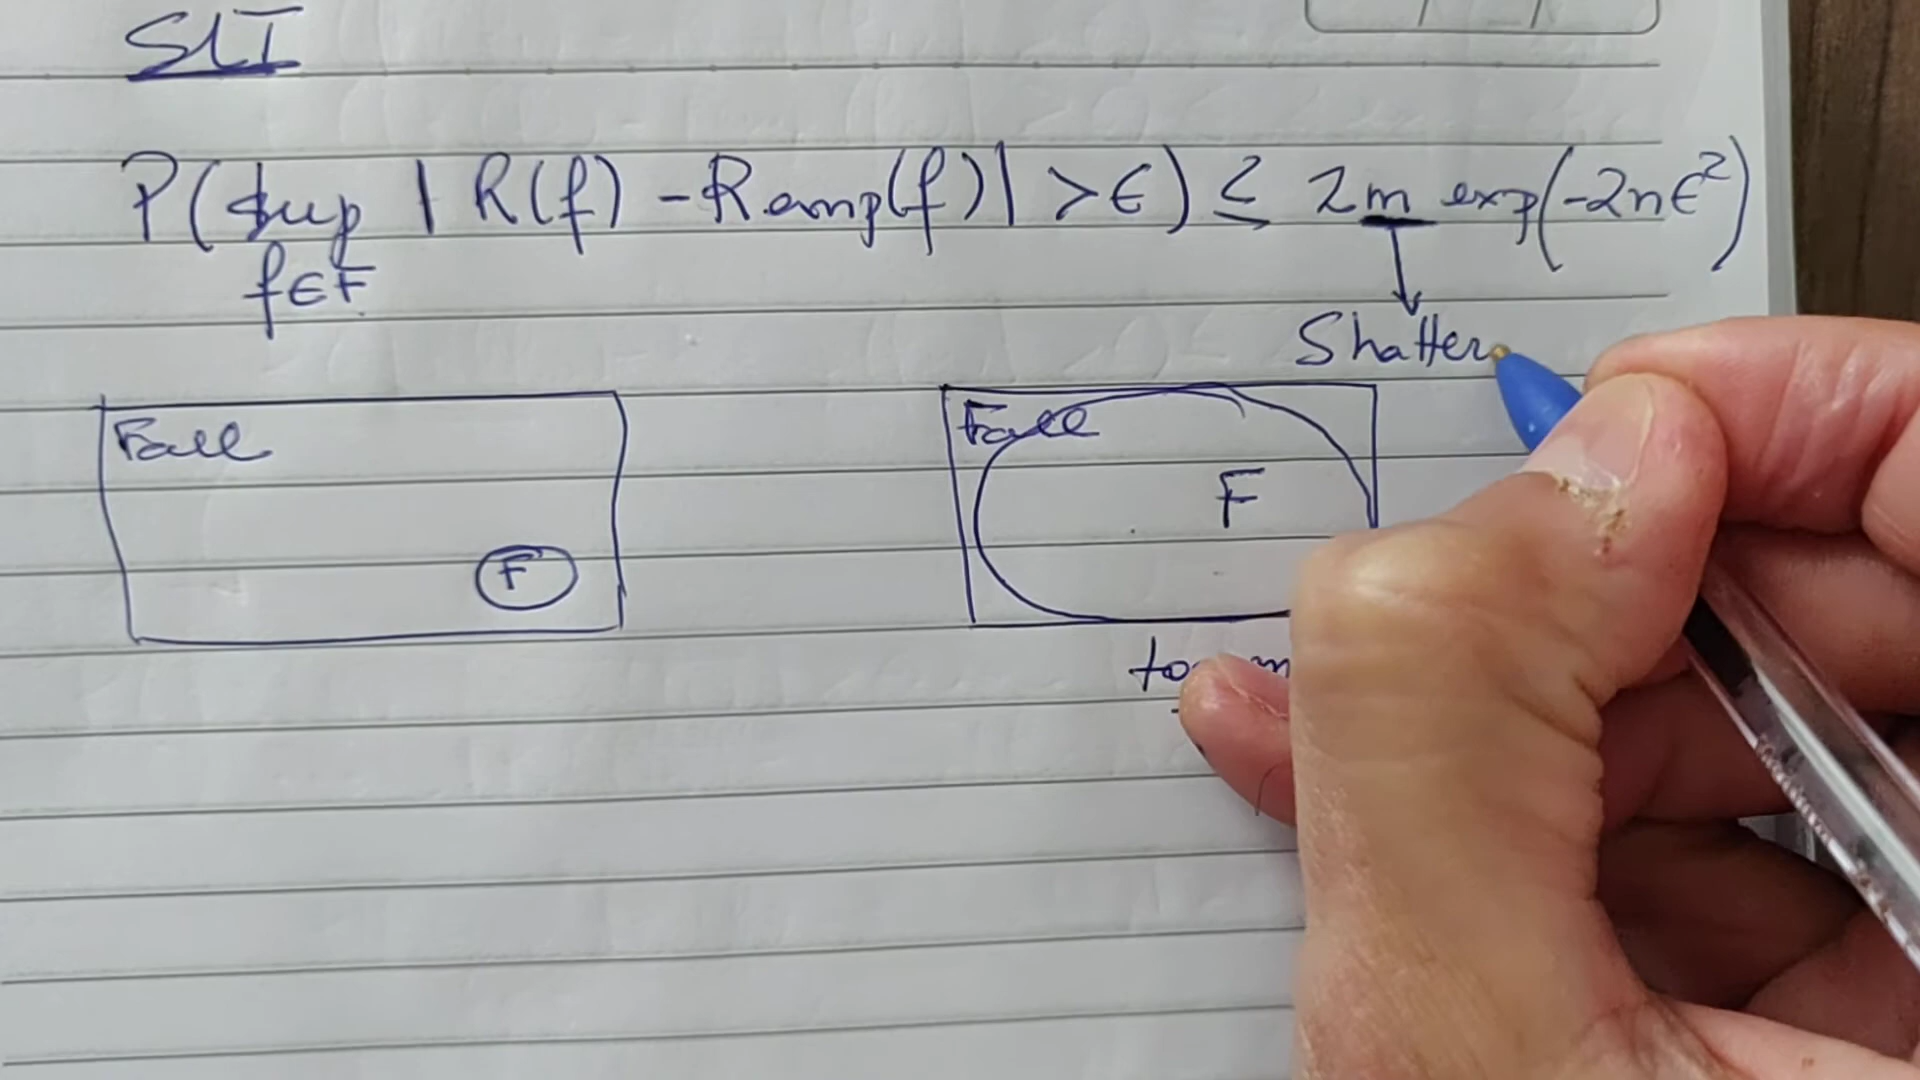 SLT
P( sup | R(f) - Remp(f)| > ϵ) ≤ 2m exp(-2nϵ²)
f∈F
Shatter
Fall
Fall
F
F